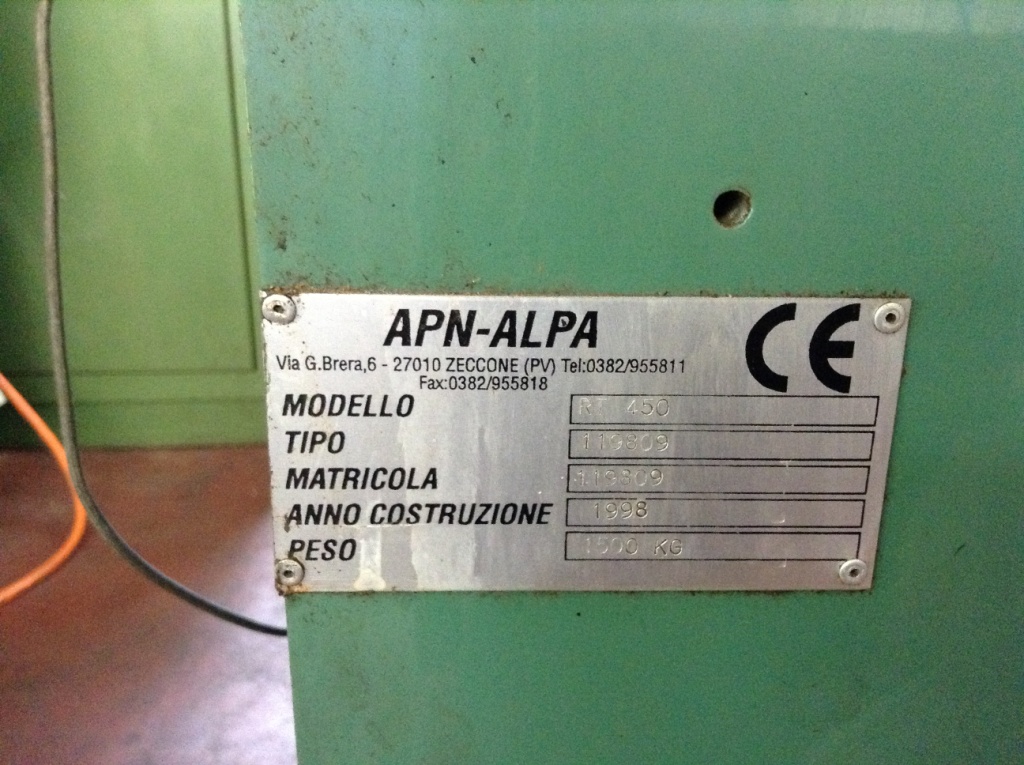 APN-ALPA
CE
Via G.Brera,6 - 27010 ZECCONE (PV) Tel:0382/955811
Fax:0382/955818
MODELLO RT 450
TIPO 119809
MATRICOLA 119809
ANNO COSTRUZIONE 1998
PESO 1500 KG